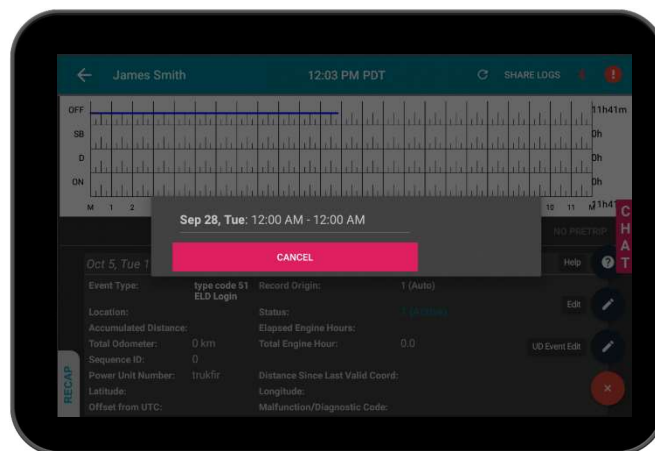 James Smith 12:03 PM PDT SHARE LOGS
OFF 11h41m
SB 0h
D 0h
ON 0h
M 1 2 10 11 M 11h41
Sep 28, Tue: 12:00 AM - 12:00 AM
CANCEL
NO PRETRIP
CHAT
Oct 5, Tue 1
Help
Event Type: type code 51 ELD Login Record Origin: 1 (Auto)
Edit
Location: Status: 1 (Active)
Accumulated Distance: Elapsed Engine Hours:
Total Odometer: 0 km Total Engine Hour: 0.0
UD Event Edit
Sequence ID: 0
Power Unit Number: trukfir Distance Since Last Valid Coord:
Latitude: Longitude:
Offset from UTC: Malfunction/Diagnostic Code:
RECAP